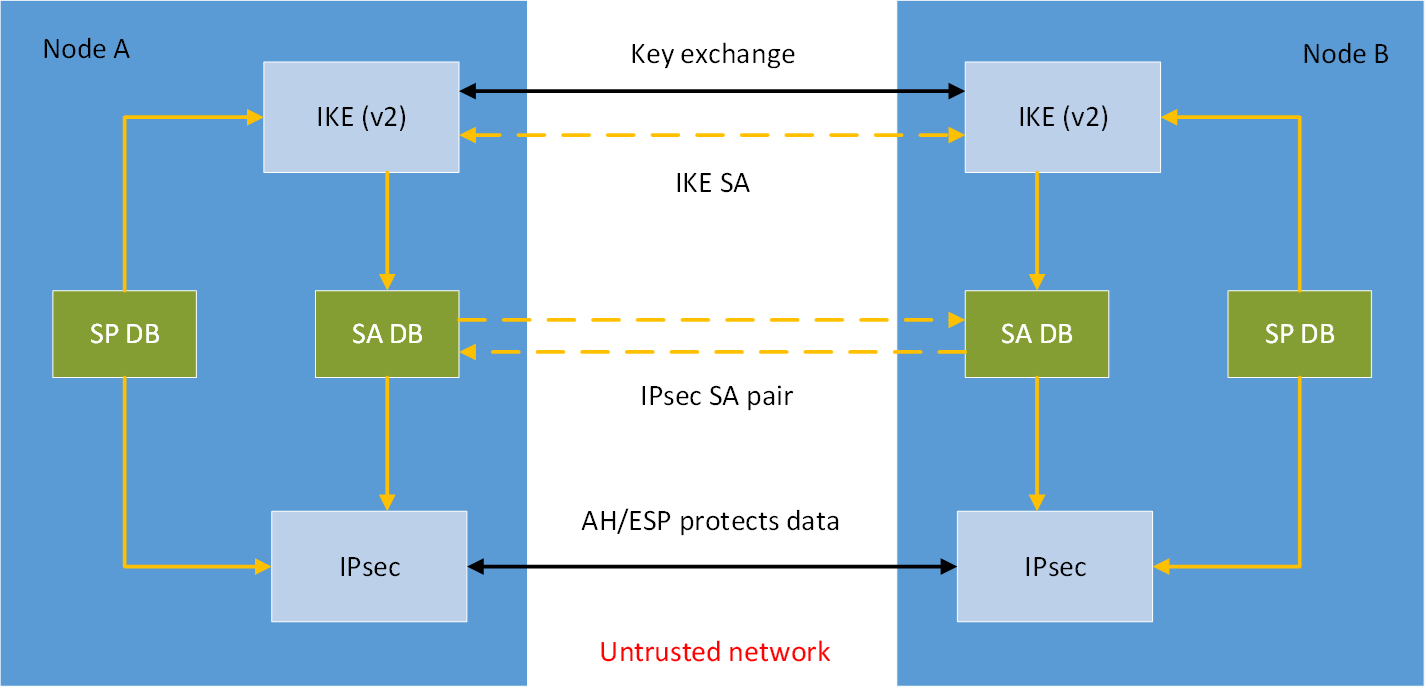 Node A
Key exchange
Node B
IKE (v2)
IKE (v2)
IKE SA
SP DB
SA DB
SA DB
SP DB
IPsec SA pair
AH/ESP protects data
IPsec
IPsec
Untrusted network